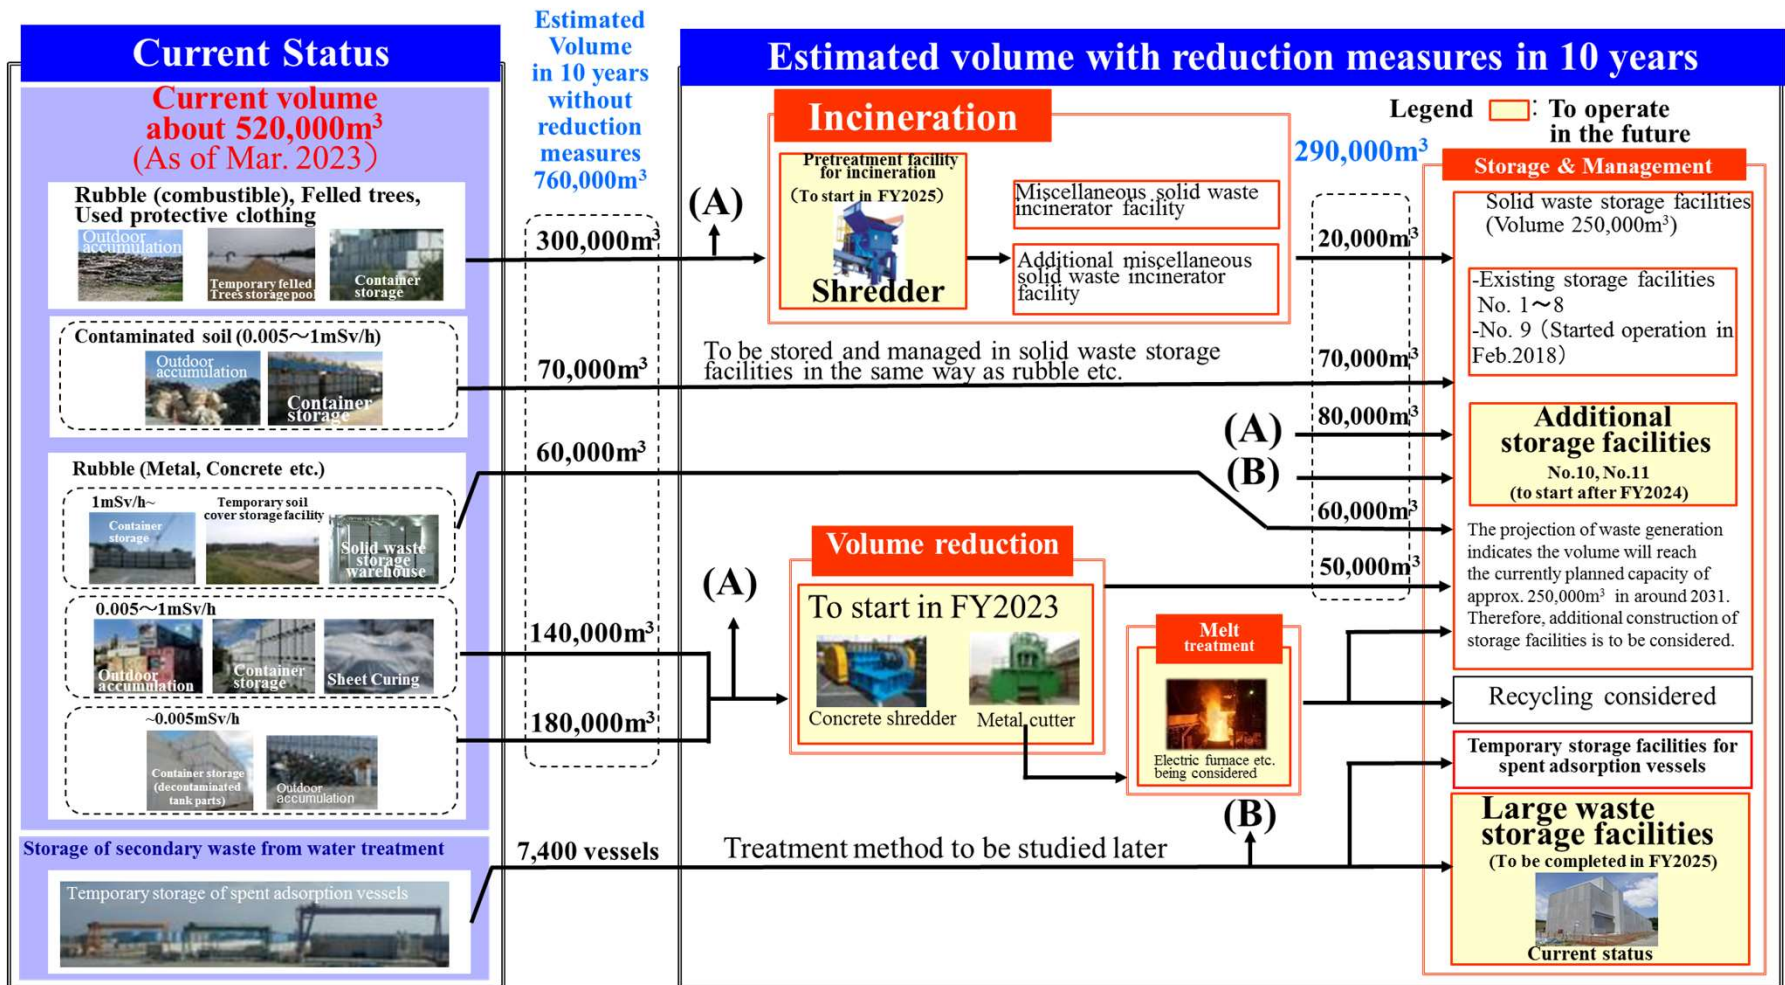 Current Status
Current volume
about 520,000m³
(As of Mar. 2023）
Rubble (combustible), Felled trees,
Used protective clothing
Outdoor
accumulation
Temporary felled
Trees storage pool
Container
storage
Contaminated soil (0.005～1mSv/h)
Outdoor
accumulation
Container
storage
Rubble (Metal, Concrete etc.)
1mSv/h~
Container
storage
Temporary soil
cover storage facility
Solid waste
storage
warehouse
0.005～1mSv/h
Outdoor
accumulation
Container
storage
Sheet Curing
~0.005mSv/h
Container storage
(decontaminated
tank parts)
Outdoor
accumulation
Storage of secondary waste from water treatment
Temporary storage of spent adsorption vessels
Estimated
Volume
in 10 years
without
reduction
measures
760,000m³
300,000m³
70,000m³
60,000m³
140,000m³
180,000m³
7,400 vessels
Estimated volume with reduction measures in 10 years
Legend : To operate
in the future
(A)
Incineration
Pretreatment facility
for incineration
（To start in FY2025）
Shredder
Miscellaneous solid waste
incinerator facility
Additional miscellaneous
solid waste incinerator
facility
To be stored and managed in solid waste storage
facilities in the same way as rubble etc.
(A)
(B)
(A)
Volume reduction
To start in FY2023
Concrete shredder
Metal cutter
Melt
treatment
Electric furnace etc.
being considered
(B)
Treatment method to be studied later
290,000m³
20,000m³
70,000m³
80,000m³
60,000m³
50,000m³
Storage & Management
Solid waste storage facilities
(Volume 250,000m³)
-Existing storage facilities
No. 1～8
-No. 9（Started operation in
Feb.2018）
Additional
storage facilities
No.10, No.11
(to start after FY2024)
The projection of waste generation
indicates the volume will reach
the currently planned capacity of
approx. 250,000m³ in around 2031.
Therefore, additional construction of
storage facilities is to be considered.
Recycling considered
Temporary storage facilities for
spent adsorption vessels
Large waste
storage facilities
(To be completed in FY2025)
Current status